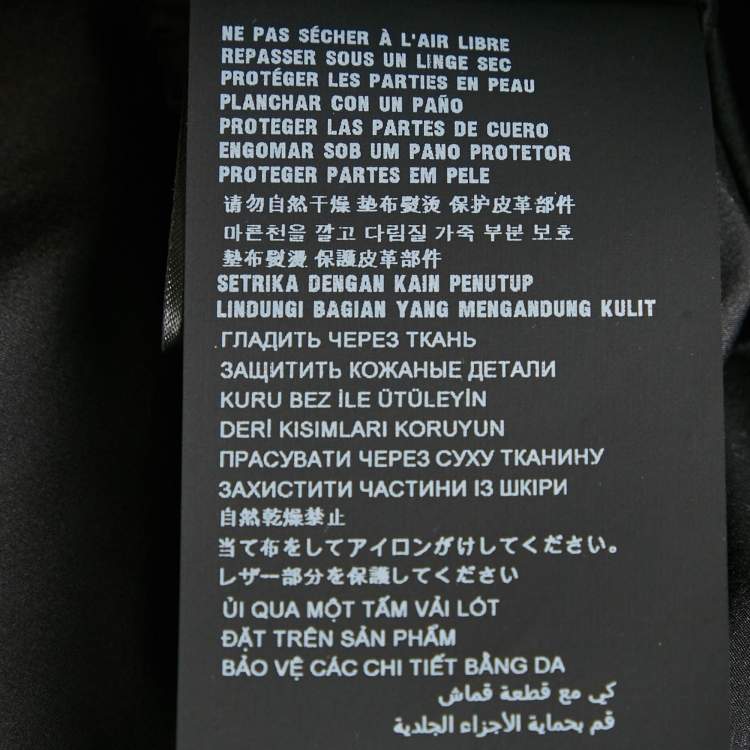 NE PAS SÉCHER À L'AIR LIBRE
REPASSER SOUS UN LINGE SEC
PROTÉGER LES PARTIES EN PEAU
PLANCHAR CON UN PAÑO
PROTEGER LAS PARTES DE CUERO
ENGOMAR SOB UM PANO PROTETOR
PROTEGER PARTES EM PELE
请勿自然干燥 垫布熨烫 保护皮革部件
마른천을 깔고 다림질 가죽 부분 보호
墊布熨燙 保護皮革部件
SETRIKA DENGAN KAIN PENUTUP
LINDUNGI BAGIAN YANG MENGANDUNG KULIT
ГЛАДИТЬ ЧЕРЕЗ ТКАНЬ
ЗАЩИТИТЬ КОЖАНЫЕ ДЕТАЛИ
KURU BEZ İLE ÜTÜLEYİN
DERİ KISIMLARI KORUYUN
ПРАСУВАТИ ЧЕРЕЗ СУХУ ТКАНИНУ
ЗАХИСТИТИ ЧАСТИНИ ІЗ ШКІРИ
自然乾燥禁止
当て布をしてアイロンがけしてください。
レザー部分を保護してください
ỦI QUA MỘT TẤM VẢI LÓT
ĐẶT TRÊN SẢN PHẨM
BẢO VỆ CÁC CHI TIẾT BẰNG DA
كي مع قطعة قماش
قم بحماية الأجزاء الجلدية